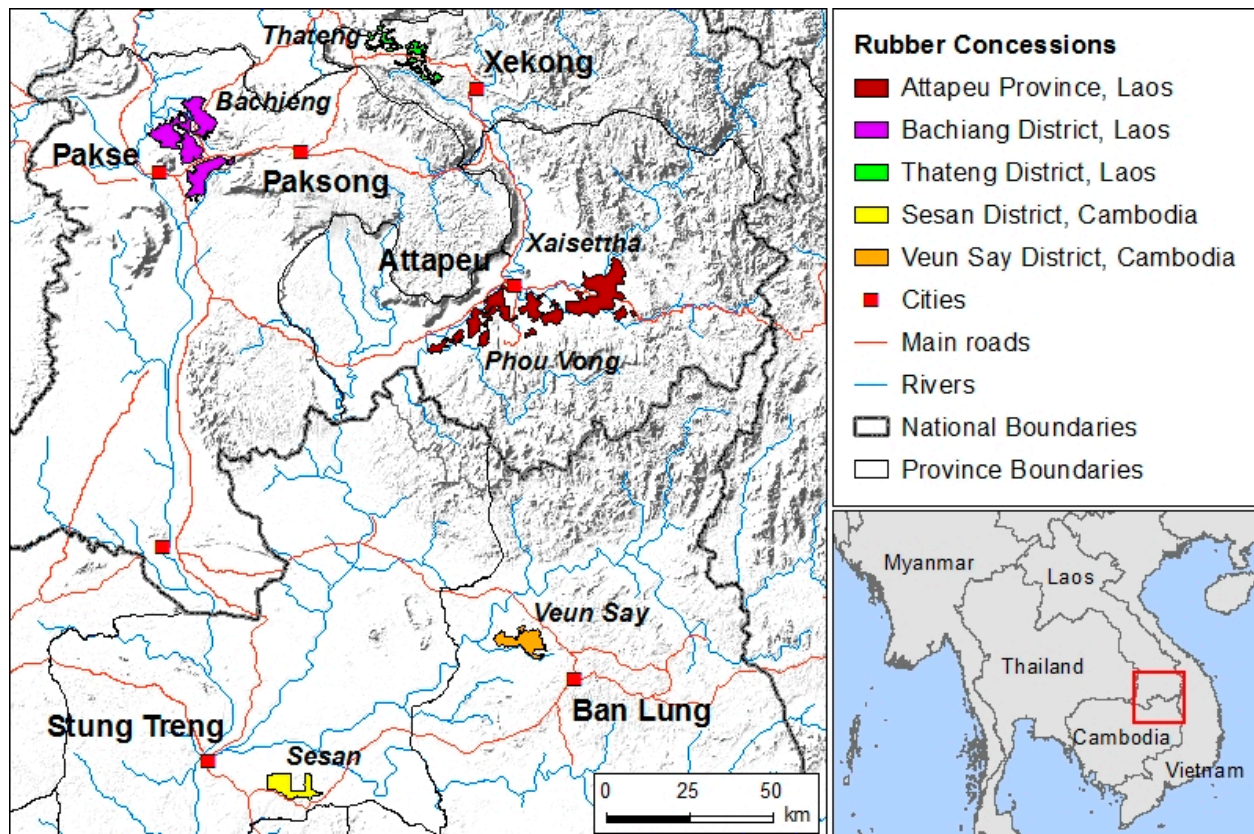 Thateng
Xekong
Bachieng
Pakse
Paksong
Xaisettha
Attapeu
Phou Vong
Veun Say
Ban Lung
Stung Treng
Sesan
0 25 50
km
Rubber Concessions
Attapeu Province, Laos
Bachiang District, Laos
Thateng District, Laos
Sesan District, Cambodia
Veun Say District, Cambodia
Cities
Main roads
Rivers
National Boundaries
Province Boundaries
Myanmar
Laos
Thailand
Cambodia
Vietnam